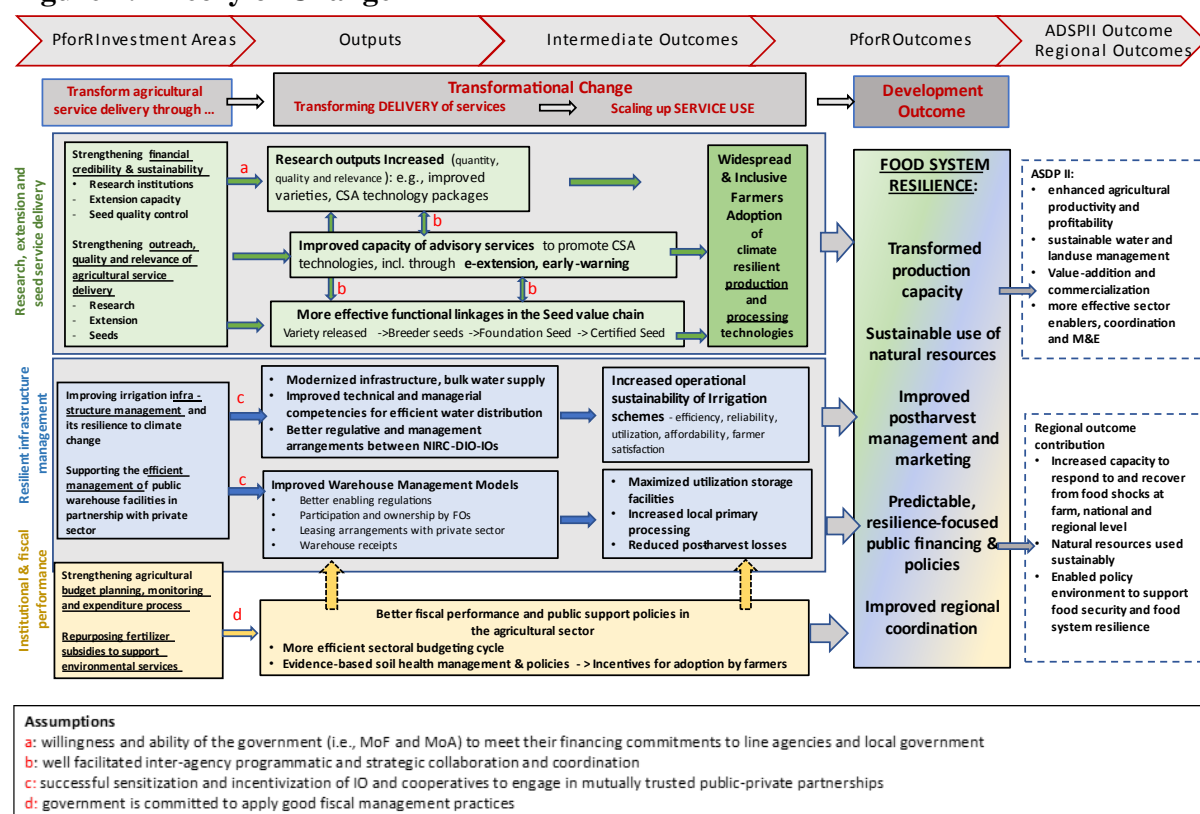 Figure Theory of Change
PforRInvestment Areas
Outputs
Intermediate Outcomes
PforROutcomes
ADSPII Outcome
Regional Outcomes
Transform agricultural
service delivery through ...
Transformational Change
Transforming DELIVERY of services
Scaling up SERVICE USE
Development
Outcome
Research, extension and
seed service delivery
Strengthening financial
credibility & sustainability
• Research institutions
- Extension capacity
- Seed quality control
Strengthening outreach,
quality and relevance of
agricultural service
delivery
- Research
- Extension
- Seeds
a
Research outputs Increased (quantity,
quality and relevance): e.g., improved
varieties, CSA technology packages
b
Improved capacity of advisory services to promote CSA
technologies, incl. through e-extension, early-warning
b
b
More effective functional linkages in the Seed value chain
Variety released ->Breeder seeds ->Foundation Seed -> Certified Seed
Widespread
& Inclusive
Farmers
Adoption
of
climate
resilient
production
and
processing
technologies
Resilient infrastructure
management
Improving irrigation infra-
structure management and
its resilience to climate
change
Supporting the efficient
management of public
warehouse facilities in
partnership with private
sector
c
• Modernized infrastructure, bulk water supply
• Improved technical and managerial
competencies for efficient water distribution
• Better regulative and management
arrangements between NIRC-DIO-IOs
Increased operational
sustainability of Irrigation
schemes - efficiency, reliability,
utilization, affordability, farmer
satisfaction
c
Improved Warehouse Management Models
• Better enabling regulations
• Participation and ownership by FOs
• Leasing arrangements with private sector
• Warehouse receipts
• Maximized utilization storage
facilities
• Increased local primary
processing
• Reduced post-harvest losses
Institutional & fiscal
performance
Strengthening agricultural
budget planning, monitoring
and expenditure process
Repurposing fertilizer
subsidies to support
environmental services
d
Better fiscal performance and public support policies in
the agricultural sector
• More efficient sectoral budgeting cycle
• Evidence-based soil health management & policies -> Incentives for adoption by farmers
FOOD SYSTEM
RESILIENCE:
Transformed
production
capacity
Sustainable use of
natural resources
Improved
postharvest
management and
marketing
Predictable,
resilience-focused
public financing &
policies
Improved regional
coordination
ASDP II:
• enhanced agricultural
productivity and
profitability
• sustainable water and
landuse management
• Value-addition and
• commercialization
• more effective sector
enablers, coordination
and M&E
Regional outcome
contribution
• Increased capacity to
respond to and recover
from food shocks at
farm, national and
regional level
• Natural resources used
sustainably
• Enabled policy
environment to support
food security and food
system resilience
Assumptions
a: willingness and ability of the government (i.e., MoF and MoA) to meet their financing commitments to line agencies and local government
b: well facilitated inter-agency programmatic and strategic collaboration and coordination
c: successful sensitization and incentivization of IO and cooperatives to engage in mutually trusted public-private partnerships
d: government is committed to apply good fiscal management practices